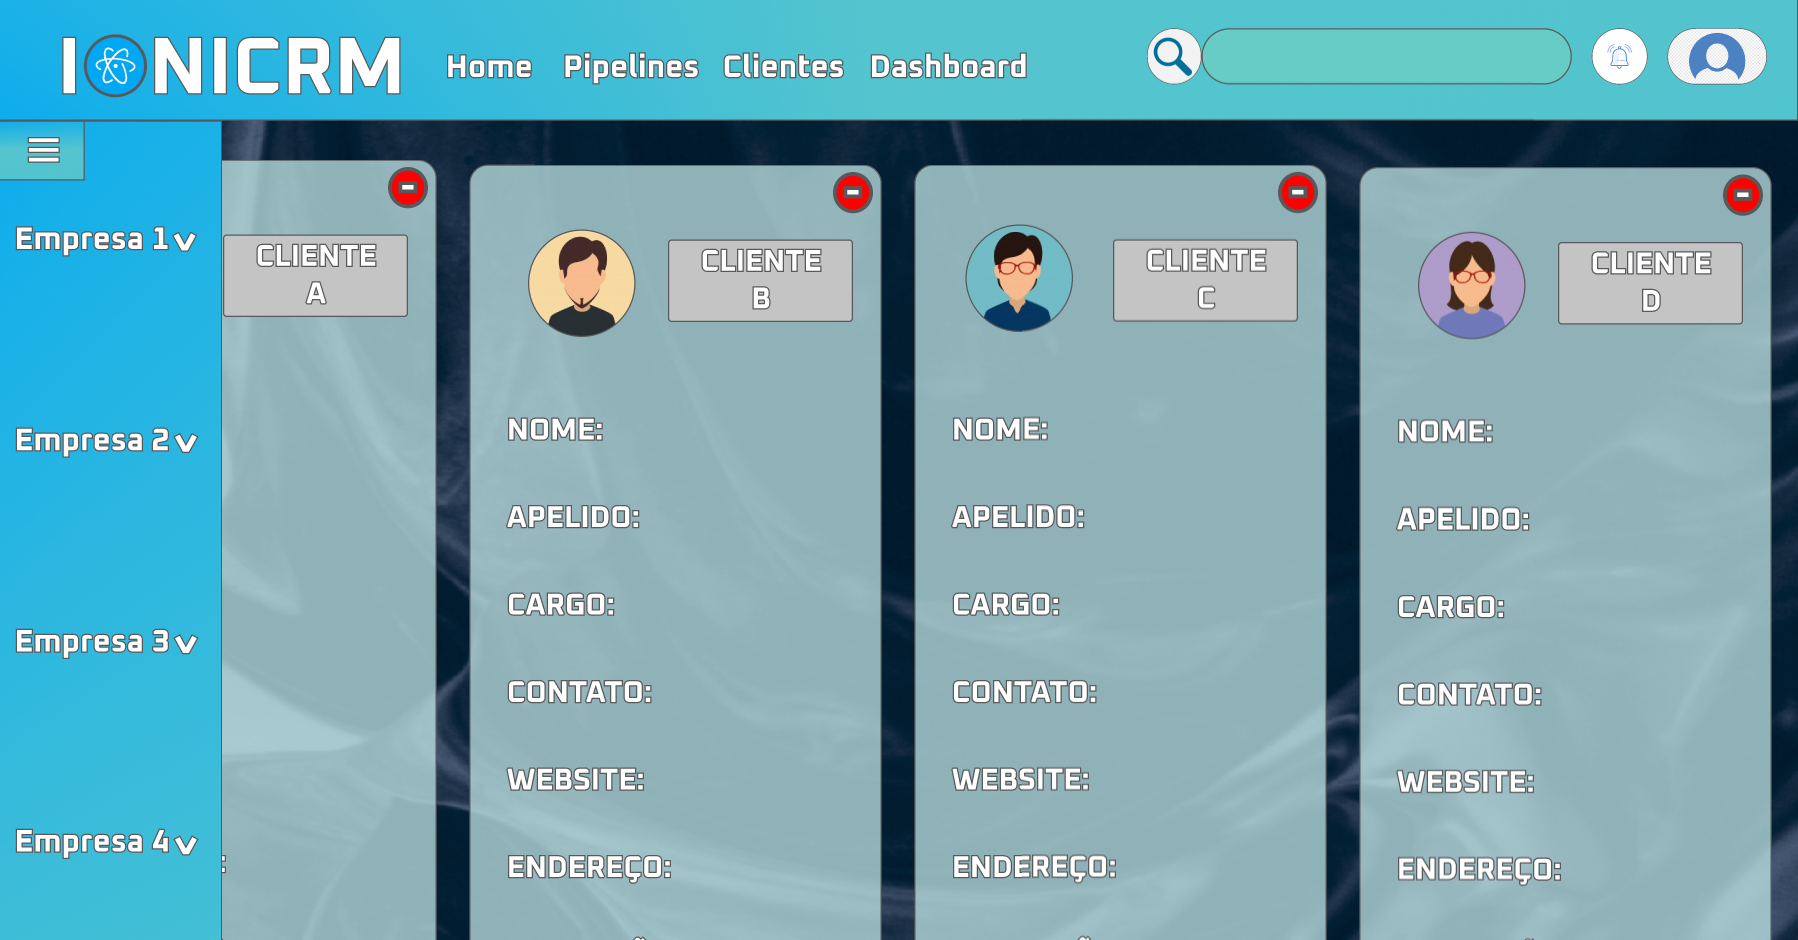 IONICRM
Home Pipelines Clientes Dashboard
Empresa 1
Empresa 2
Empresa 3
Empresa 4
CLIENTE
A
:
CLIENTE
B
NOME:
APELIDO:
CARGO:
CONTATO:
WEBSITE:
ENDEREÇO:
CLIENTE
C
NOME:
APELIDO:
CARGO:
CONTATO:
WEBSITE:
ENDEREÇO:
CLIENTE
D
NOME:
APELIDO:
CARGO:
CONTATO:
WEBSITE:
ENDEREÇO: